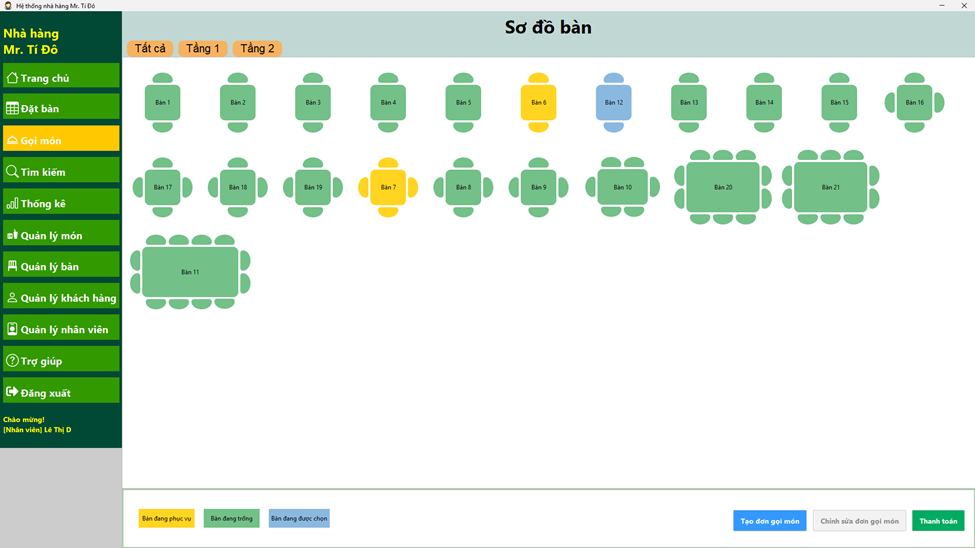 Hệ thống nhà hàng Mr. Tí Đô
Nhà hàng
Mr. Tí Đô
Trang chủ
Đặt bàn
Gọi món
Tìm kiếm
Thống kê
Quản lý món
Quản lý bàn
Quản lý khách hàng
Quản lý nhân viên
Trợ giúp
Đăng xuất
Chào mừng!
[Nhân viên] Lê Thị D
Sơ đồ bàn
Tất cả Tầng 1 Tầng 2
Bàn 1 Bàn 2 Bàn 3 Bàn 4 Bàn 5 Bàn 6 Bàn 12 Bàn 13 Bàn 14 Bàn 15 Bàn 16
Bàn 17 Bàn 18 Bàn 19 Bàn 7 Bàn 8 Bàn 9 Bàn 10 Bàn 20 Bàn 21
Bàn 11
Bàn đang phục vụ Bàn đang trống Bàn đang được chọn
Tạo đơn gọi món Chỉnh sửa đơn gọi món Thanh toán